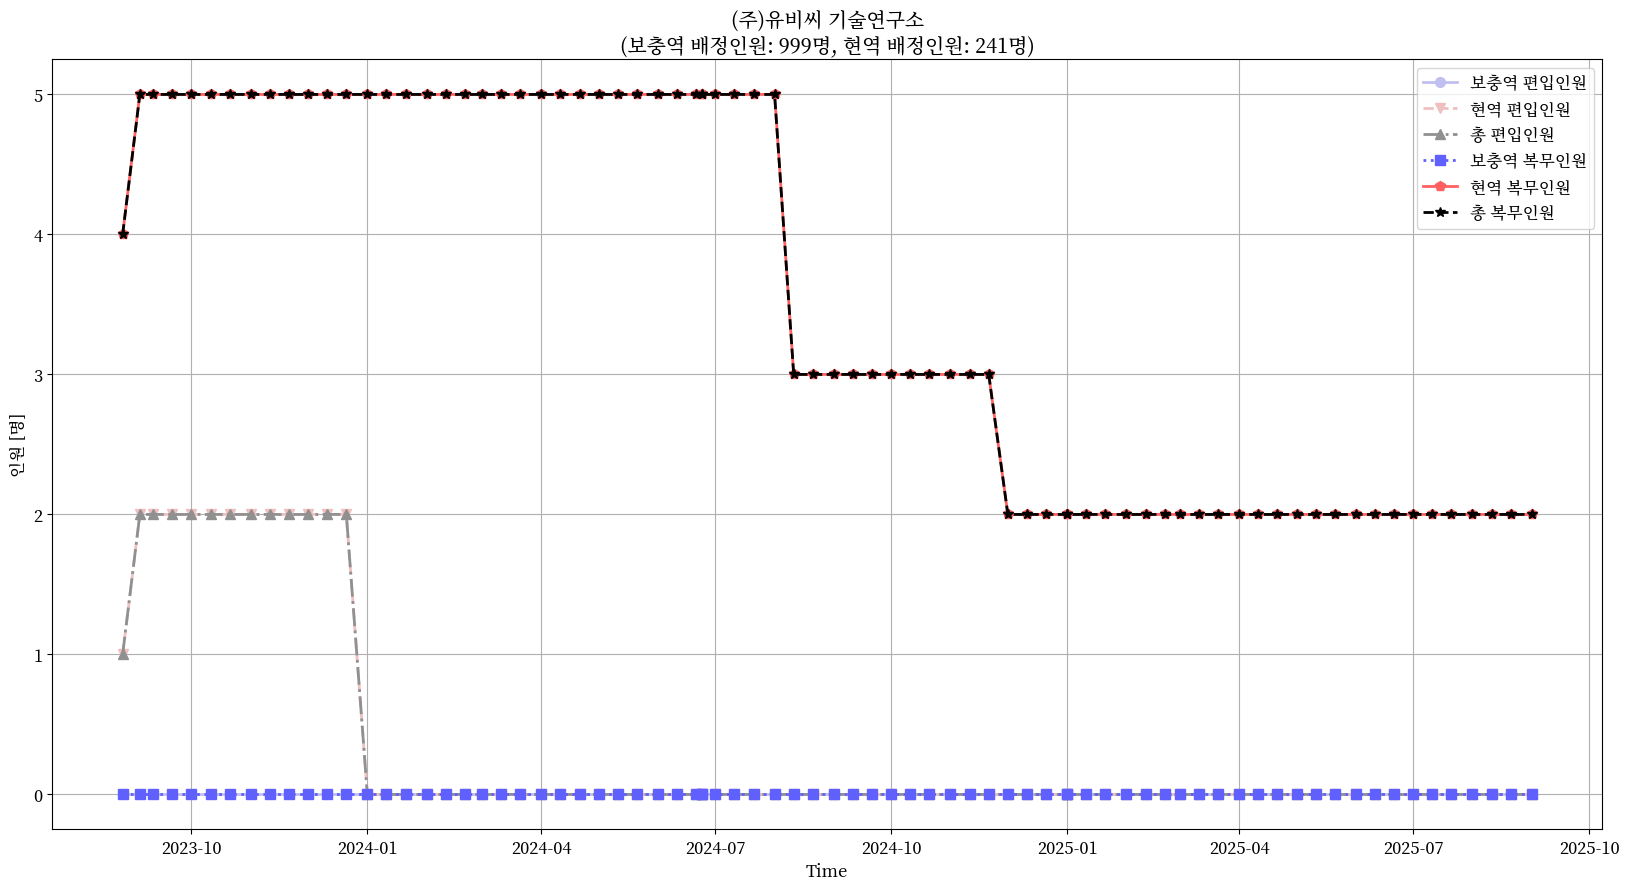 (주)유비씨 기술연구소
(보충역 배정인원: 999명, 현역 배정인원: 241명)
보충역 편입인원
현역 편입인원
총 편입인원
보충역 복무인원
현역 복무인원
총 복무인원
5
4
3
2
1
0
인원 [명]
2023-10
2024-01
2024-04
2024-07
2024-10
2025-01
2025-04
2025-07
2025-10
Time